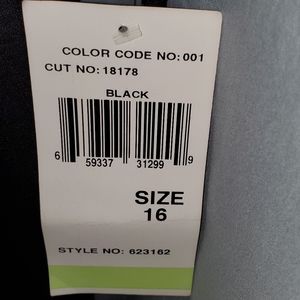 COLOR CODE NO: 001
CUT NO: 18178
BLACK
6 59337 31299 9
SIZE
16
STYLE NO: 623162